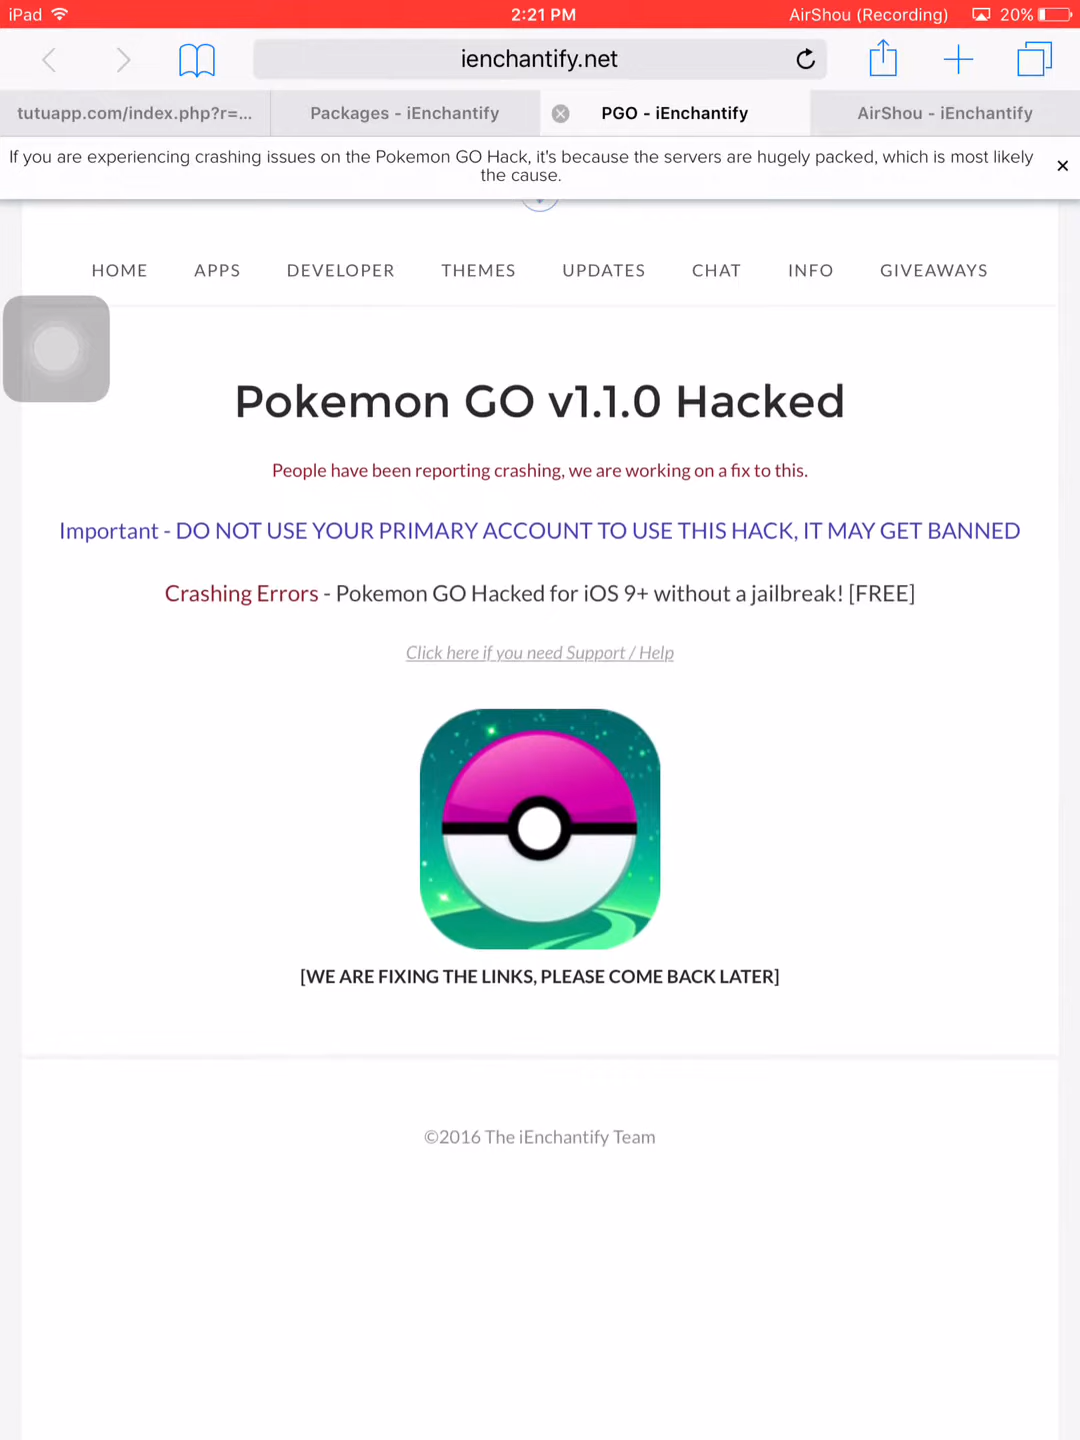 iPad 2:21 PM AirShou (Recording) 20%
ienchantify.net
tutuapp.com/index.php?r=... Packages - iEnchantify PGO - iEnchantify AirShou - iEnchantify
If you are experiencing crashing issues on the Pokemon GO Hack, it's because the servers are hugely packed, which is most likely
the cause.
HOME APPS DEVELOPER THEMES UPDATES CHAT INFO GIVEAWAYS
Pokemon GO v1.1.0 Hacked
People have been reporting crashing, we are working on a fix to this.
Important - DO NOT USE YOUR PRIMARY ACCOUNT TO USE THIS HACK, IT MAY GET BANNED
Crashing Errors - Pokemon GO Hacked for iOS 9+ without a jailbreak! [FREE]
Click here if you need Support / Help
[WE ARE FIXING THE LINKS, PLEASE COME BACK LATER]
©2016 The iEnchantify Team